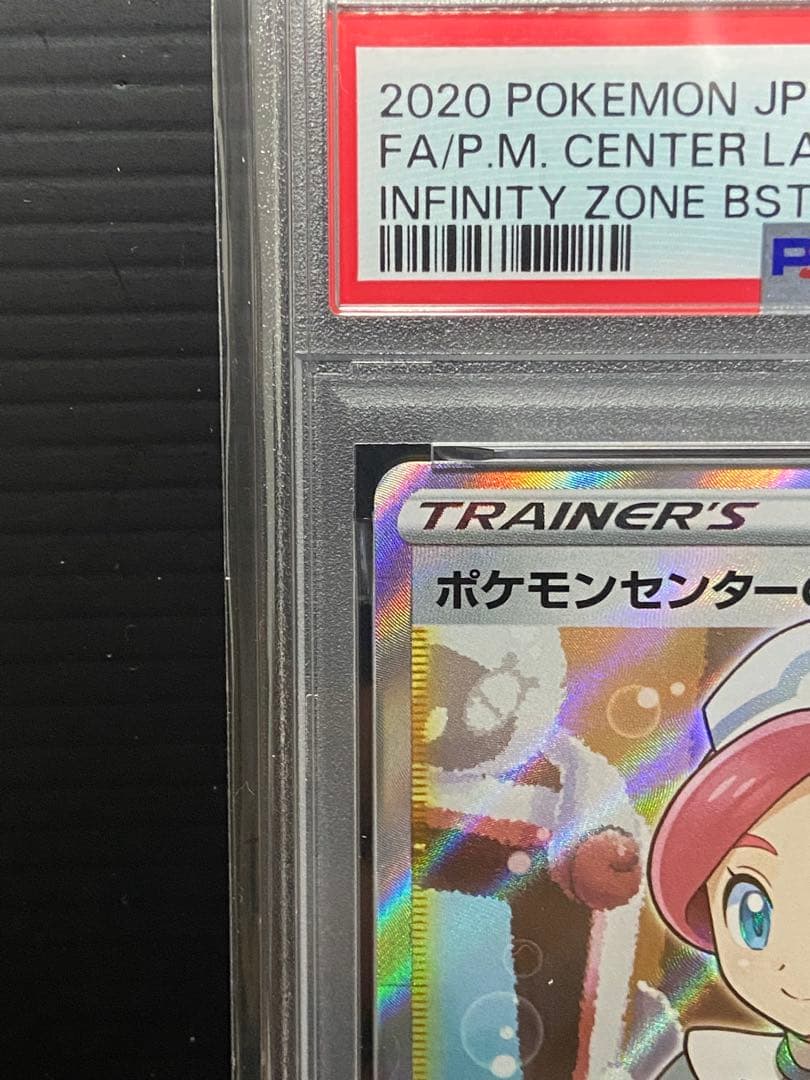 2020 POKEMON JP
FA/P.M. CENTER LA
INFINITY ZONE BST
TRAINER'S
ポケモンセンター